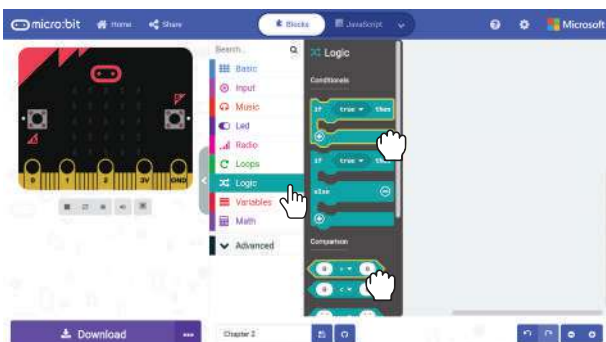 micro:bit Home Share Blocks JavaScript Microsoft
Search...
Basic
Input
Music
Led
Radio
Loops
Logic
Variables
Math
Advanced
Logic
Conditionals
if true then
if true then
else
Comparison
0 = 0
0 < 0
0 1 2 3V GND
Download
Chapter 2